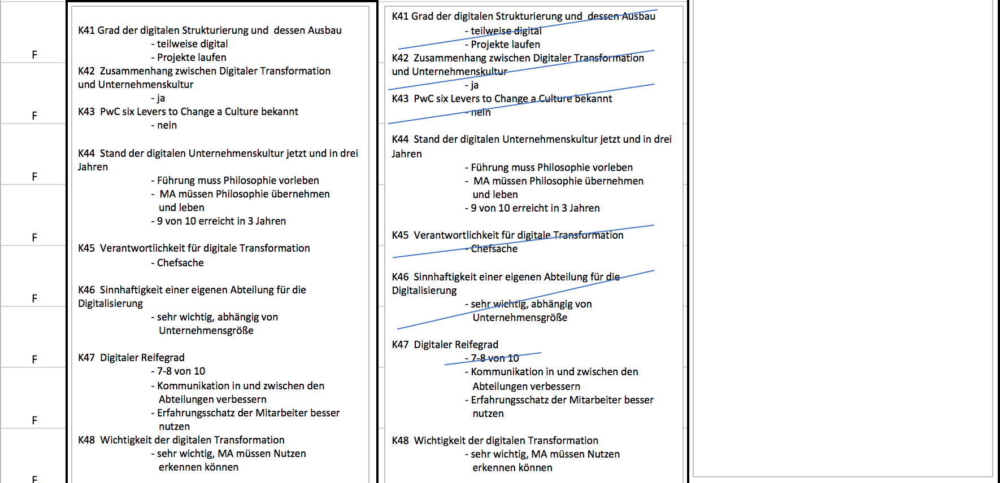 F
F
F
F
F
F
F
F
K41 Grad der digitalen Strukturierung und  dessen Ausbau
- teilweise digital
- Projekte laufen
K42  Zusammenhang zwischen Digitaler Transformation
und Unternehmenskultur
- ja
K43  PwC six Levers to Change a Culture bekannt
- nein
K44  Stand der digitalen Unternehmenskultur jetzt und in drei
Jahren
- Führung muss Philosophie vorleben
-  MA müssen Philosophie übernehmen
und leben
- 9 von 10 erreicht in 3 Jahren
K45  Verantwortlichkeit für digitale Transformation
- Chefsache
K46  Sinnhaftigkeit einer eigenen Abteilung für die
Digitalisierung
- sehr wichtig, abhängig von
Unternehmensgröße
K47  Digitaler Reifegrad
- 7-8 von 10
- Kommunikation in und zwischen den
Abteilungen verbessern
- Erfahrungsschatz der Mitarbeiter besser
nutzen
K48  Wichtigkeit der digitalen Transformation
- sehr wichtig, MA müssen Nutzen
erkennen können
K41 Grad der digitalen Strukturierung und  dessen Ausbau
- teilweise digital
- Projekte laufen
K42  Zusammenhang zwischen Digitaler Transformation
und Unternehmenskultur
- ja
K43  PwC six Levers to Change a Culture bekannt
- nein
K44  Stand der digitalen Unternehmenskultur jetzt und in drei
Jahren
- Führung muss Philosophie vorleben
-  MA müssen Philosophie übernehmen
und leben
- 9 von 10 erreicht in 3 Jahren
K45  Verantwortlichkeit für digitale Transformation
- Chefsache
K46  Sinnhaftigkeit einer eigenen Abteilung für die
Digitalisierung
- sehr wichtig, abhängig von
Unternehmensgröße
K47  Digitaler Reifegrad
- 7-8 von 10
- Kommunikation in und zwischen den
Abteilungen verbessern
- Erfahrungsschatz der Mitarbeiter besser
nutzen
K48  Wichtigkeit der digitalen Transformation
- sehr wichtig, MA müssen Nutzen
erkennen können